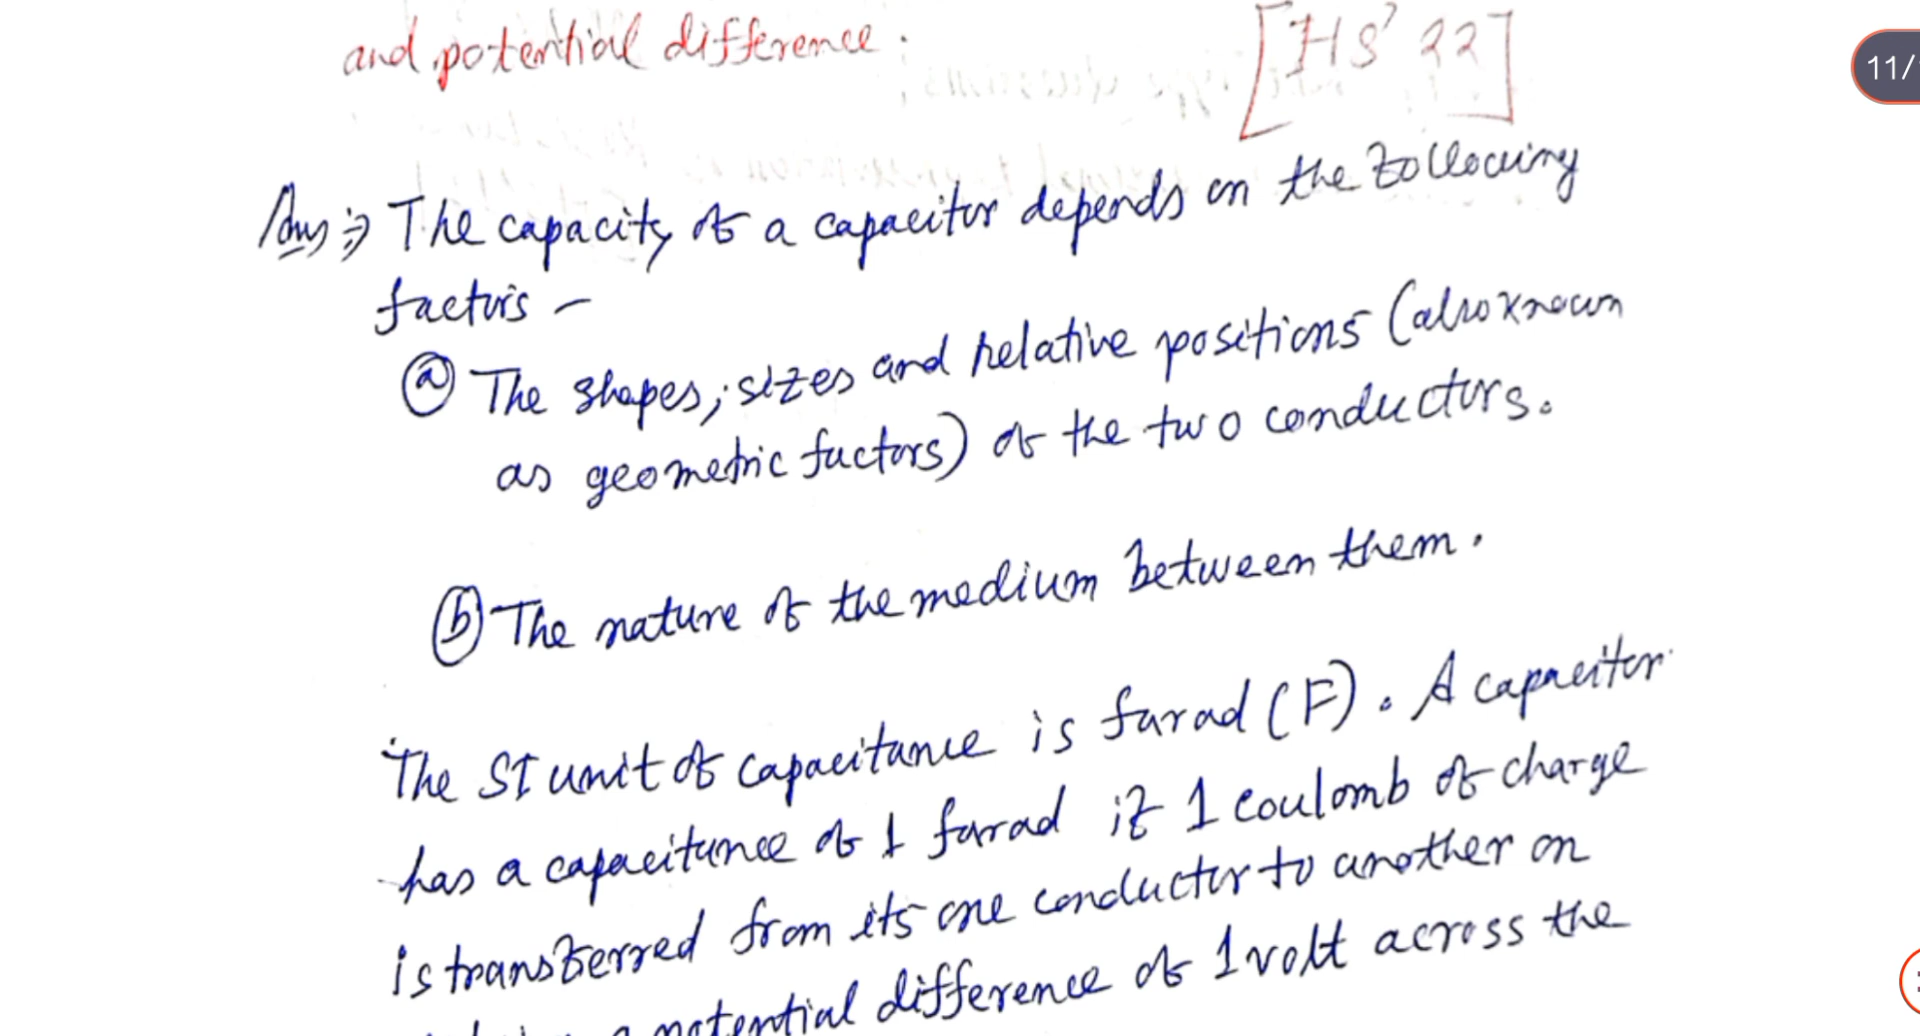 and potential difference.
[HS' 22]
11/
Ans :⇒ The capacity of a capacitor depends on the following
factors –
(a) The shapes, sizes and relative positions (also known
as geometric factors) of the two conductors.
(b) The nature of the medium between them.
The SI unit of capacitance is farad (F). A capacitor
has a capacitance of 1 farad if 1 coulomb of charge
is transferred from its one conductor to another on
potential difference of 1 volt across the